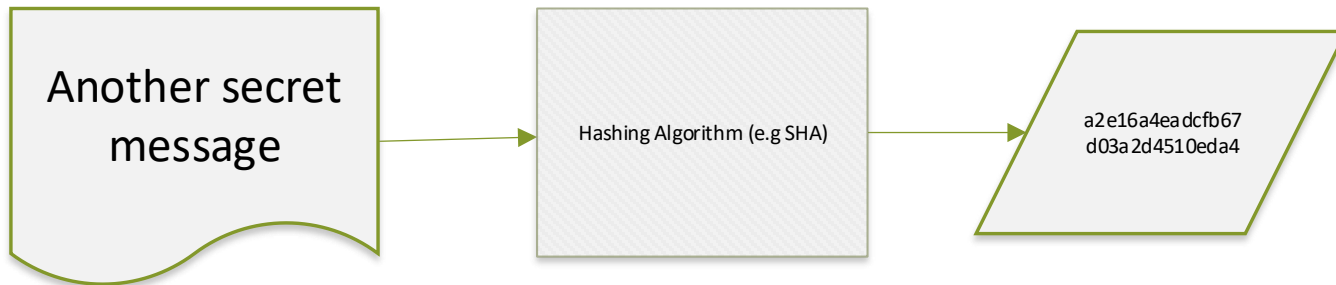 Another secret
message
Hashing Algorithm (e.g SHA)
a2e16a4eadcfb67
d03a2d4510eda4